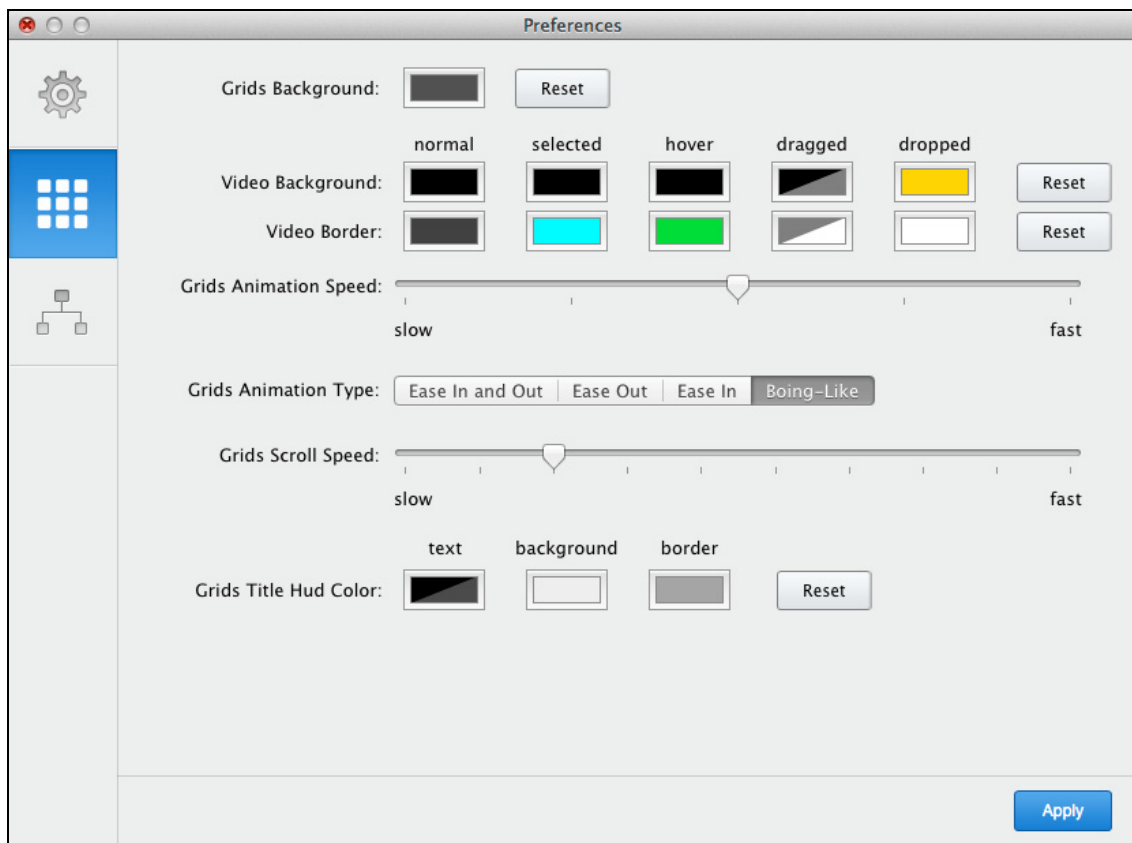 Preferences
Grids Background: Reset
normal selected hover dragged dropped
Video Background: Reset
Video Border: Reset
Grids Animation Speed:
slow fast
Grids Animation Type: Ease In and Out Ease Out Ease In Boing-Like
Grids Scroll Speed:
slow fast
text background border
Grids Title Hud Color: Reset
Apply